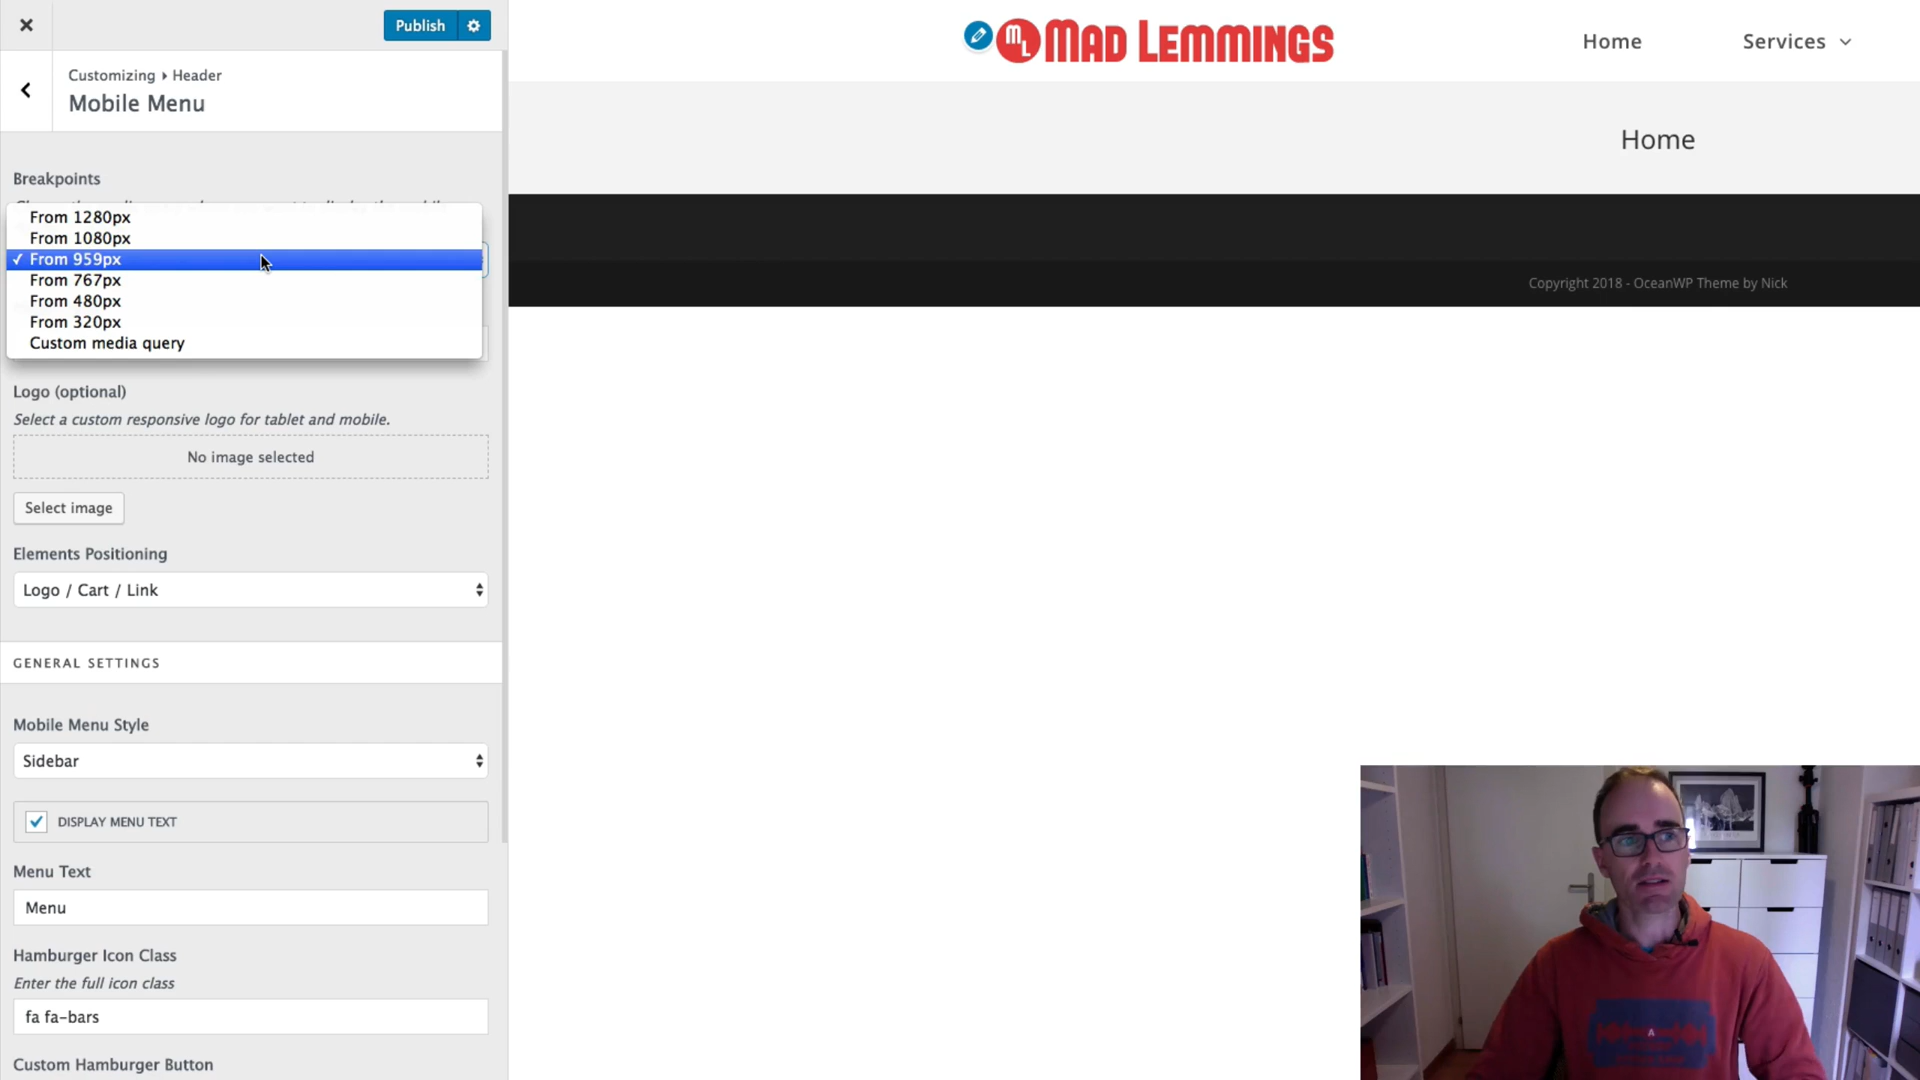 Publish
Customizing ▸ Header
Mobile Menu
Breakpoints
From 1280px
From 1080px
✓ From 959px
From 767px
From 480px
From 320px
Custom media query
Logo (optional)
Select a custom responsive logo for tablet and mobile.
No image selected
Select image
Elements Positioning
Logo / Cart / Link
GENERAL SETTINGS
Mobile Menu Style
Sidebar
DISPLAY MENU TEXT
Menu Text
Menu
Hamburger Icon Class
Enter the full icon class
fa fa-bars
Custom Hamburger Button
ML MAD LEMMINGS
Home
Services
Home
Copyright 2018 - OceanWP Theme by Nick